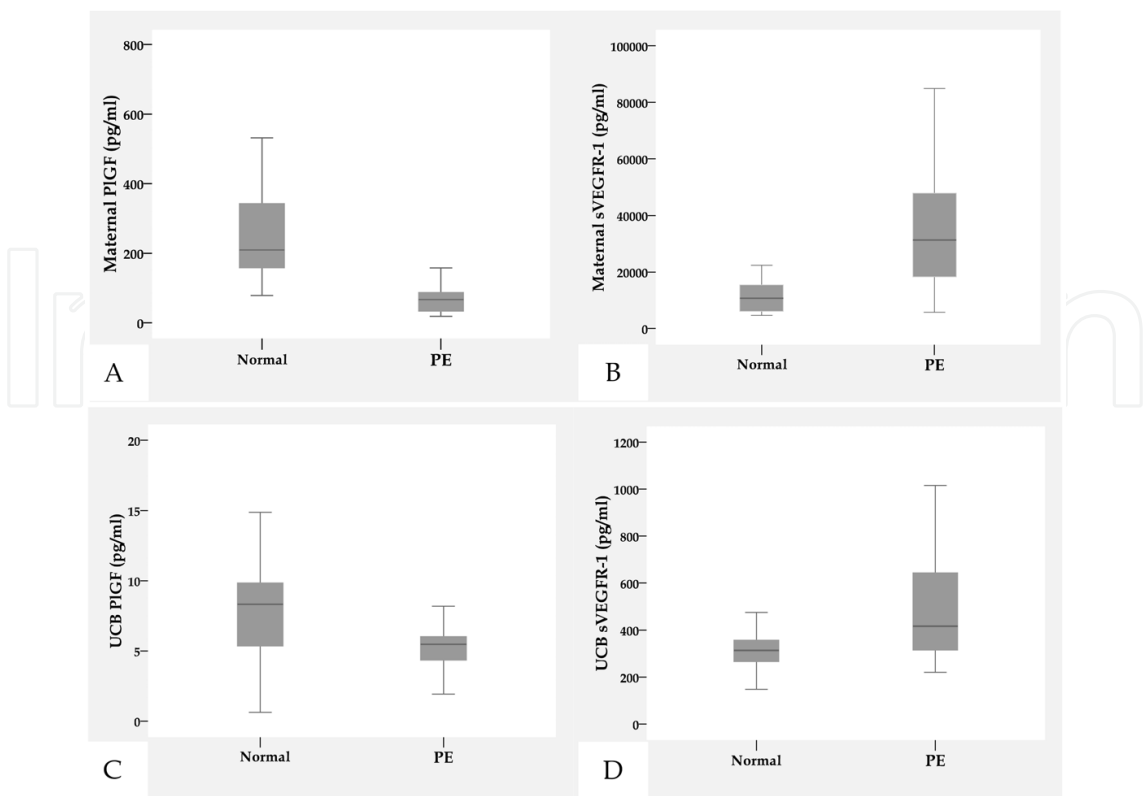 800
600
400
200
0
Maternal PlGF (pg/ml)
Normal
PE
A
100000
80000
60000
40000
20000
0
Maternal sVEGFR-1 (pg/ml)
Normal
PE
B
20
15
10
5
0
UCB PlGF (pg/ml)
Normal
PE
C
1200
1000
800
600
400
200
0
UCB sVEGFR-1 (pg/ml)
Normal
PE
D